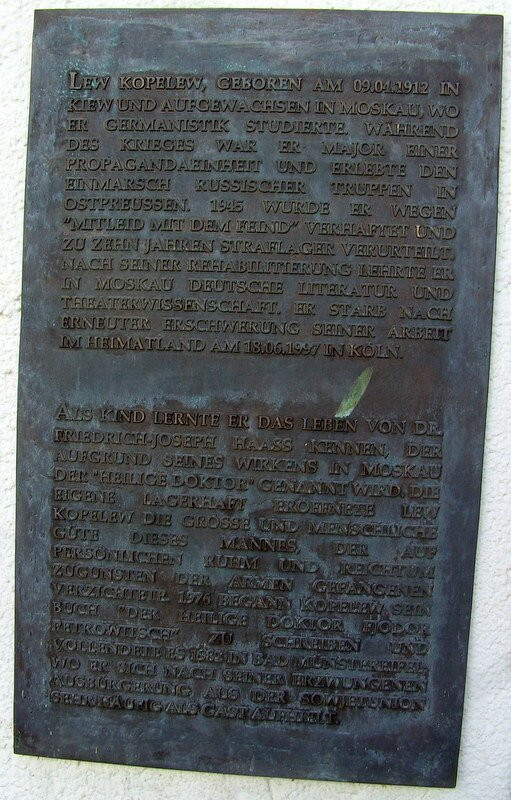 LEW KOPELEW, GEBOREN AM 09.04.1912 IN
KIEW UND AUFGEWACHSEN IN MOSKAU, WO
ER GERMANISTIK STUDIERTE. WÄHREND
DES KRIEGES WAR ER MAJOR EINER
PROPAGANDAEINHEIT UND ERLEBTE DEN
EINMARSCH RUSSISCHER TRUPPEN IN
OSTPREUSSEN. 1945 WURDE ER WEGEN
"MITLEID MIT DEM FEIND" VERHAFTET UND
ZU ZEHN JAHREN STRAFLAGER VERURTEILT.
NACH SEINER REHABILITIERUNG LEHRTE ER
IN MOSKAU DEUTSCHE LITERATUR UND
THEATERWISSENSCHAFT. ER STARB NACH
ERNEUTER ERSCHWERUNG SEINER ARBEIT
IM HEIMATLAND AM 18.06.1997 IN KÖLN.
ALS KIND LERNTE ER DAS LEBEN VON DR.
FRIEDRICH-JOSEPH HAASS KENNEN, DER
AUFGRUND SEINES WIRKENS IN MOSKAU
DER "HEILIGE DOKTOR" GENANNT WIRD. DIE
EIGENE LAGERHAFT ERÖFFNETE LEW
KOPELEW DIE GROSSE UND MENSCHLICHE
GÜTE DIESES MANNES, DER AUF
PERSÖNLICHEN RUHM UND REICHTUM
ZUGUNSTEN DER ARMEN GEFANGENEN
VERZICHTETE. 1976 BEGANN KOPELEW SEIN
BUCH "DER HEILIGE DOKTOR FJODOR
PETROWITSCH" ZU SCHREIBEN UND
VOLLENDETE ES 1982 IN BAD MÜNSTEREIFEL,
WO ER SICH NACH SEINER ERZWUNGENEN
AUSBÜRGERUNG AUS DER SOWJETUNION
SEHR HÄUFIG ALS GAST AUFHIELT.